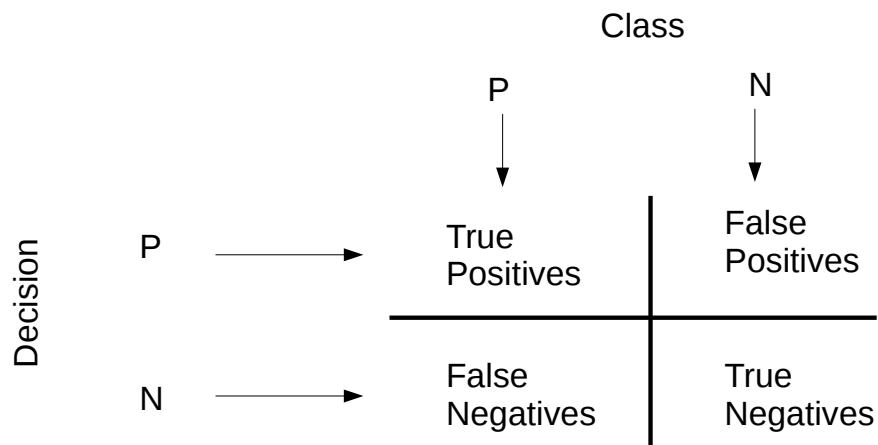 Class
P
N
Decision
P
True
Positives
False
Positives
N
False
Negatives
True
Negatives